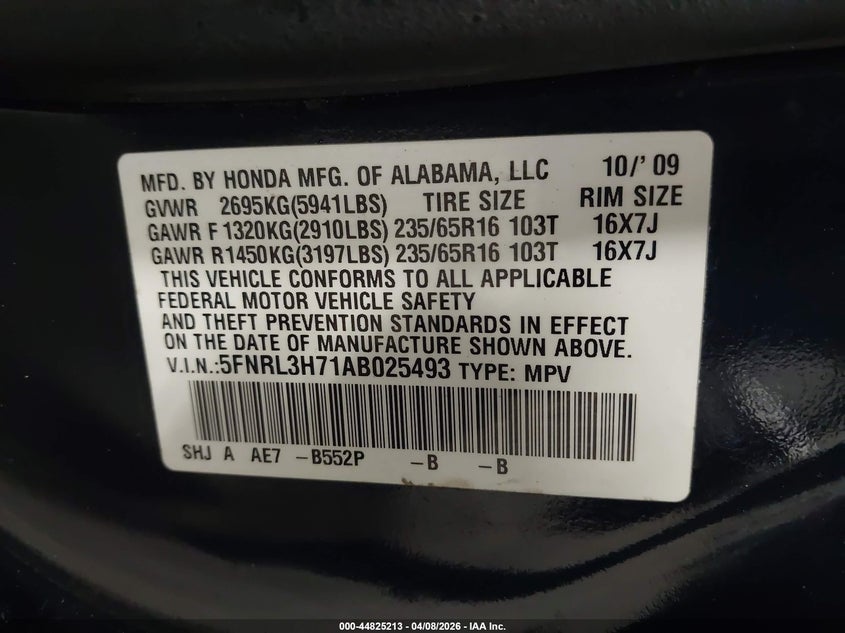 MFD. BY HONDA MFG. OF ALABAMA, LLC 10/' 09
GVWR 2695KG(5941LBS) TIRE SIZE RIM SIZE
GAWR F 1320KG(2910LBS) 235/65R16 103T 16X7J
GAWR R1450KG(3197LBS) 235/65R16 103T 16X7J
THIS VEHICLE CONFORMS TO ALL APPLICABLE
FEDERAL MOTOR VEHICLE SAFETY
AND THEFT PREVENTION STANDARDS IN EFFECT
ON THE DATE OF MANUFACTURE SHOWN ABOVE.
V.I.N.:5FNRL3H71AB025493 TYPE: MPV
SHJ A AE7 -B552P -B -B
000-44825213 - 04/08/2026 - IAA Inc.